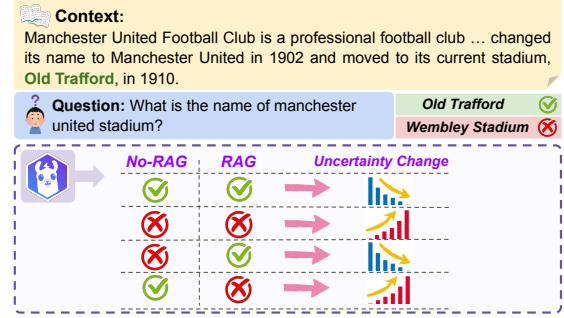 Context:
Manchester United Football Club is a professional football club … changed
its name to Manchester United in 1902 and moved to its current stadium,
Old Trafford, in 1910.
Question: What is the name of manchester
united stadium?
Old Trafford
Wembley Stadium
No-RAG RAG Uncertainty Change